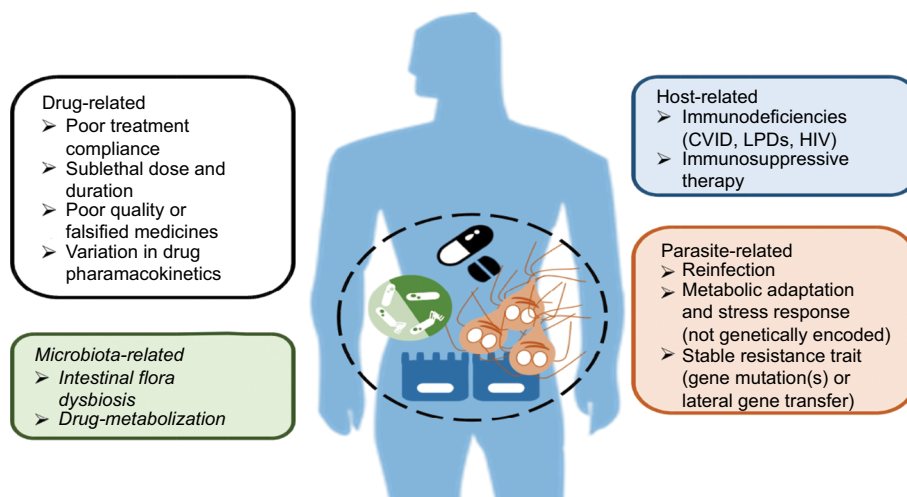 Drug-related
➢ Poor treatment
compliance
➢ Sublethal dose and
duration
➢ Poor quality or
falsified medicines
➢ Variation in drug
pharamacokinetics
Microbiota-related
➢ Intestinal flora
dysbiosis
➢ Drug-metabolization
Host-related
➢ Immunodeficiencies
(CVID, LPDs, HIV)
➢ Immunosuppressive
therapy
Parasite-related
➢ Reinfection
➢ Metabolic adaptation
and stress response
(not genetically encoded)
➢ Stable resistance trait
(gene mutation(s) or
lateral gene transfer)